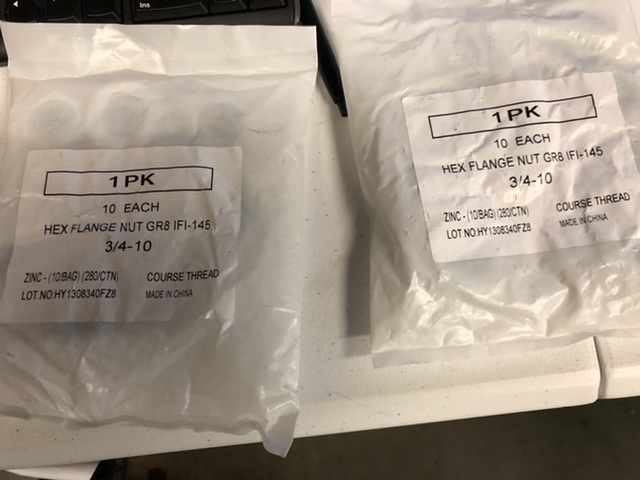 Ins
1PK
10 EACH
HEX FLANGE NUT GR8 IFI-145
3/4-10
ZINC - (10/BAG) (280/CTN) COURSE THREAD
LOT.NO:HY1308340FZ8 MADE IN CHINA
1PK
10 EACH
HEX FLANGE NUT GR8 IFI-145
3/4-10
ZINC - (10/BAG) (280/CTN) COURSE THREAD
LOT.NO:HY1308340FZ8 MADE IN CHINA